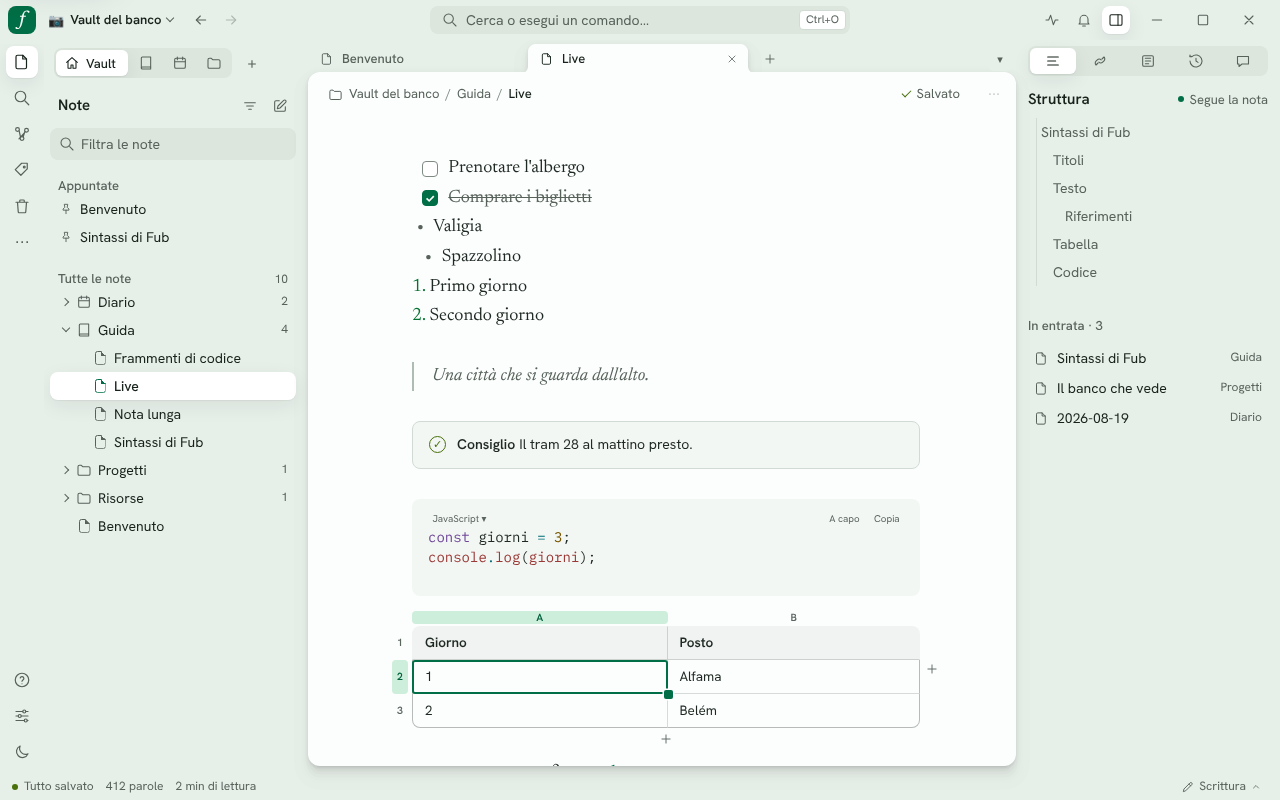 Vault del banco
Cerca o esegui un comando…
Ctrl+O
Vault
Benvenuto
Live
Note
Filtra le note
Appuntate
Benvenuto
Sintassi di Fub
Tutte le note 10
Diario 2
Guida 4
Frammenti di codice
Live
Nota lunga
Sintassi di Fub
Progetti 1
Risorse 1
Benvenuto
Vault del banco / Guida / Live
Salvato
Prenotare l'albergo
Comprare i biglietti
• Valigia
• Spazzolino
1. Primo giorno
2. Secondo giorno
Una città che si guarda dall'alto.
Consiglio Il tram 28 al mattino presto.
JavaScript ▾ A capo Copia
const giorni = 3;
console.log(giorni);
A B
1 Giorno Posto
2 1 Alfama
3 2 Belém
Struttura
Segue la nota
Sintassi di Fub
Titoli
Testo
Riferimenti
Tabella
Codice
In entrata · 3
Sintassi di Fub Guida
Il banco che vede Progetti
2026-08-19 Diario
Tutto salvato 412 parole 2 min di lettura
Scrittura